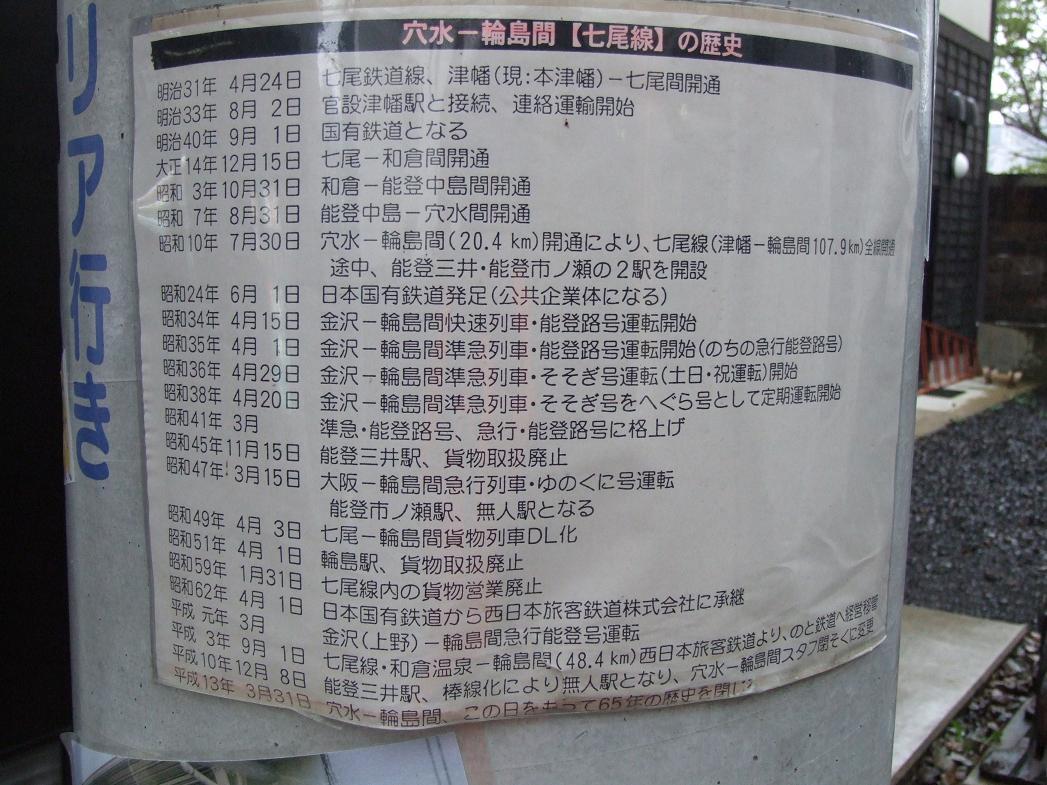 リア行き
穴水－輪島間【七尾線】の歴史
明治31年 4月24日 七尾鉄道線、津幡(現:本津幡)－七尾間開通
明治33年 8月 2日 官設津幡駅と接続、連絡運輸開始
明治40年 9月 1日 国有鉄道となる
大正14年12月15日 七尾－和倉間開通
昭和 3年10月31日 和倉－能登中島間開通
昭和 7年 8月31日 能登中島－穴水間開通
昭和10年 7月30日 穴水－輪島間(20.4 km)開通により、七尾線(津幡－輪島間107.9km)全線開通
途中、能登三井・能登市ノ瀬の2駅を開設
昭和24年 6月 1日 日本国有鉄道発足(公共企業体になる)
昭和34年 4月15日 金沢－輪島間快速列車・能登路号運転開始
昭和35年 4月 1日 金沢－輪島間準急列車・能登路号運転開始(のちの急行能登路号)
昭和36年 4月29日 金沢－輪島間準急列車・そそぎ号運転(土日・祝運転)開始
昭和38年 4月20日 金沢－輪島間準急列車・そそぎ号をへぐら号として定期運転開始
昭和41年 3月 準急・能登路号、急行・能登路号に格上げ
昭和45年11月15日 能登三井駅、貨物取扱廃止
昭和47年 3月15日 大阪－輪島間急行列車・ゆのくに号運転
能登市ノ瀬駅、無人駅となる
昭和49年 4月 3日 七尾－輪島間貨物列車DL化
昭和51年 4月 1日 輪島駅、貨物取扱廃止
昭和59年 1月31日 七尾線内の貨物営業廃止
昭和62年 4月 1日 日本国有鉄道から西日本旅客鉄道株式会社に承継
平成 元年 3月 金沢(上野)－輪島間急行能登号運転
平成 3年 9月 1日 七尾線・和倉温泉－輪島間(48.4km)西日本旅客鉄道より、のと鉄道へ経営移管
平成10年12月 8日 能登三井駅、棒線化により無人駅となり、穴水－輪島間スタフ閉そくに変更
平成13年 3月31日 穴水－輪島間、この日をもって65年の歴史を閉じ